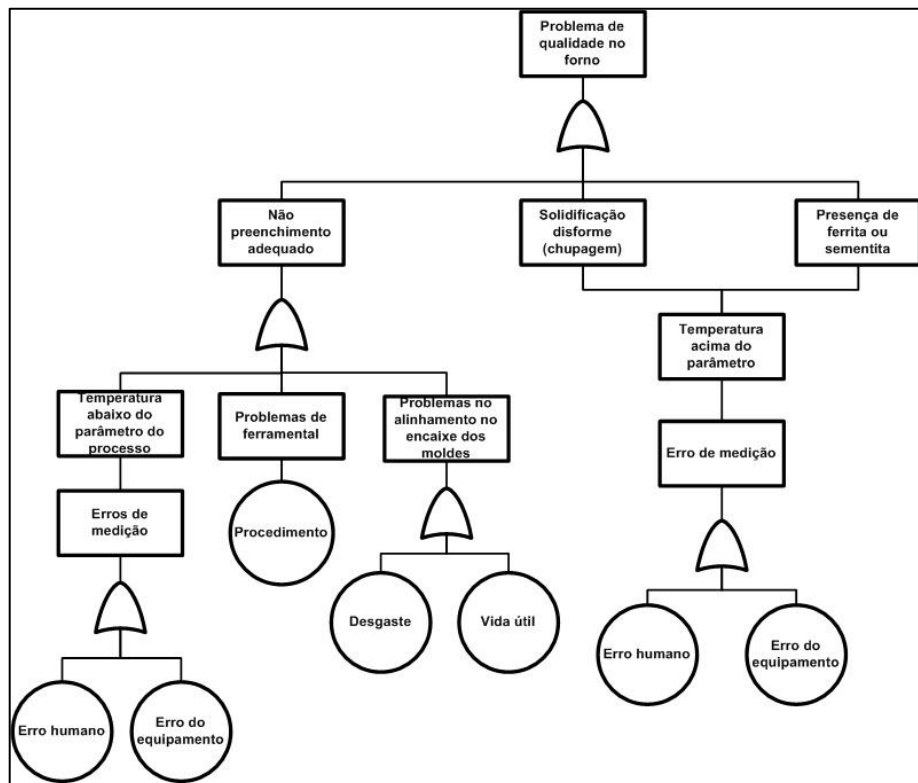 Problema de
qualidade no
forno
Não
preenchimento
adequado
Solidificação
disforme
(chupagem)
Presença de
ferrita ou
sementita
Temperatura
acima do
parâmetro
Temperatura
abaixo do
parâmetro do
processo
Problemas de
ferramental
Problemas no
alinhamento no
encaixe dos
moldes
Erro de medição
Erros de
medição
Procedimento
Desgaste
Vida útil
Erro humano
Erro do
equipamento
Erro humano
Erro do
equipamento